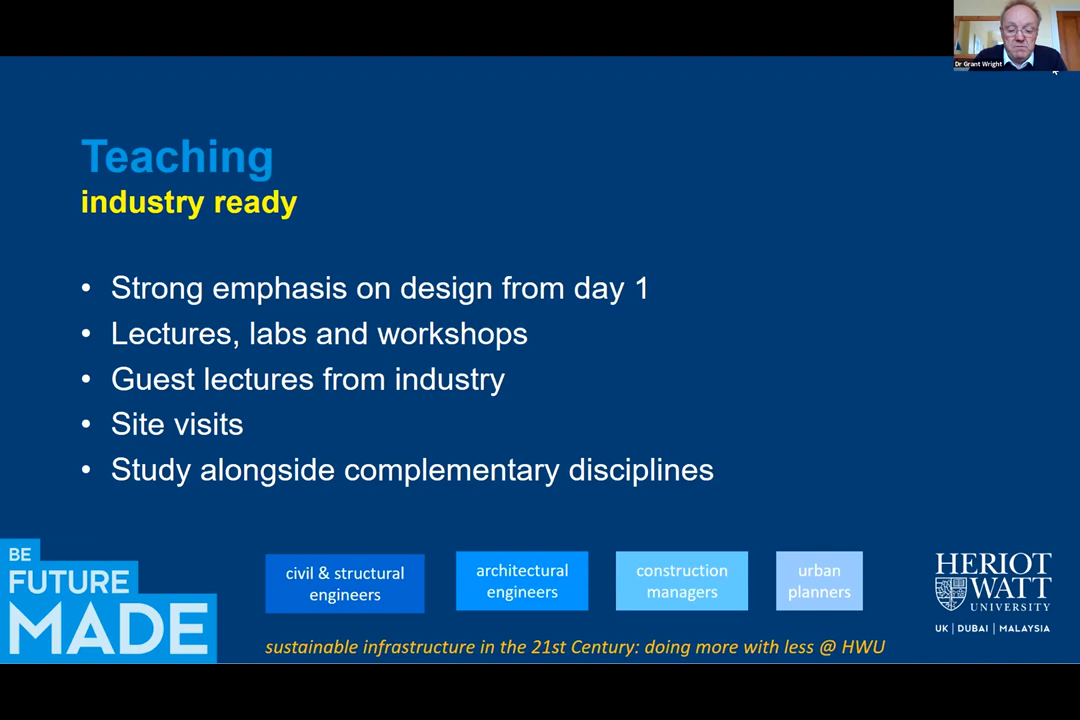 Dr Grant Wright
Teaching
industry ready
• Strong emphasis on design from day 1
• Lectures, labs and workshops
• Guest lectures from industry
• Site visits
• Study alongside complementary disciplines
BE
FUTURE
MADE
civil & structural
engineers
architectural
engineers
construction
managers
urban
planners
sustainable infrastructure in the 21st Century: doing more with less @ HWU
HERIOT
WATT
UNIVERSITY
UK | DUBAI | MALAYSIA